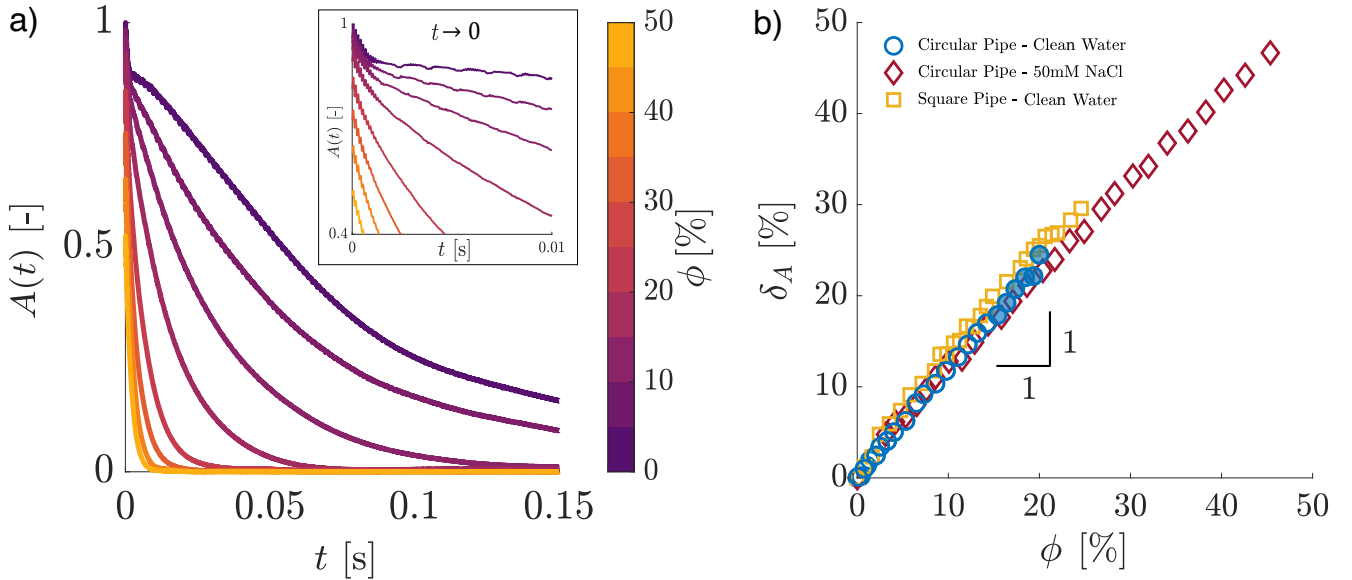 a)
1
0.5
0
A(t) [-]
0
0.05
0.1
0.15
t [s]
t → 0
1
0.4
A(t) [-]
0
0.01
t [s]
50
40
30
20
10
0
ϕ [%]
b)
50
40
30
20
10
0
δA [%]
Circular Pipe - Clean Water
Circular Pipe - 50mM NaCl
Square Pipe - Clean Water
1
1
0
10
20
30
40
50
ϕ [%]